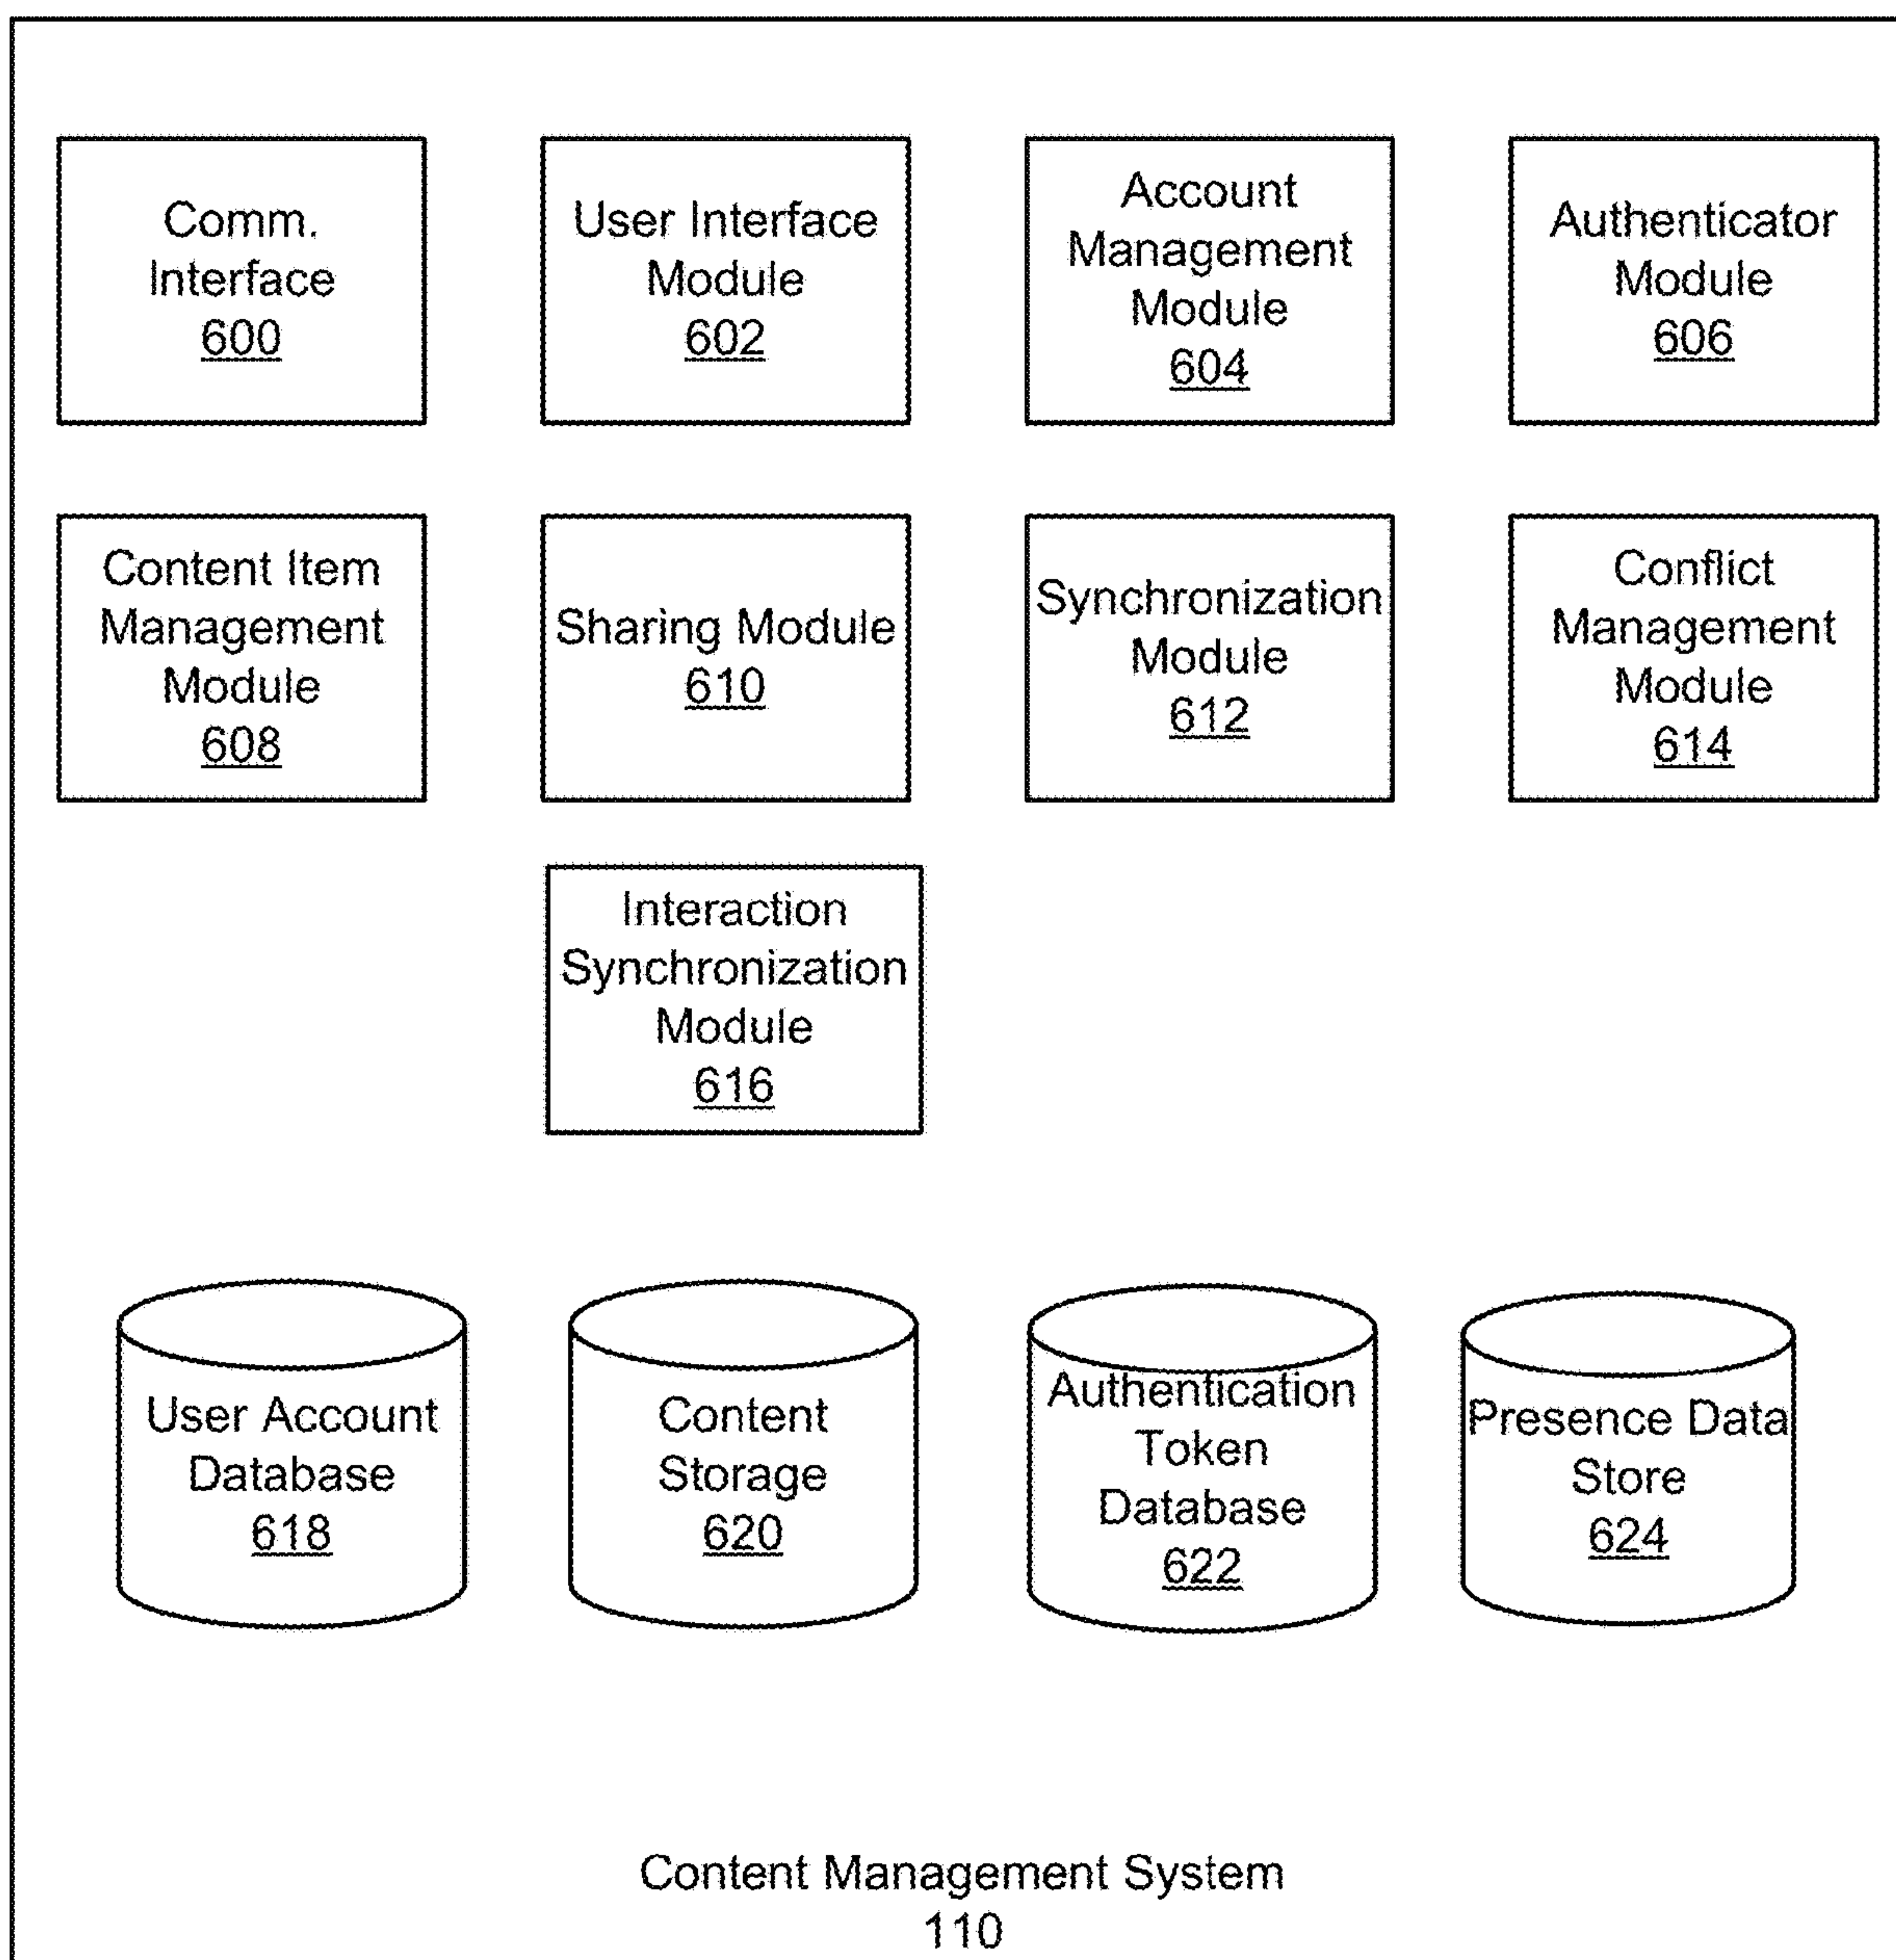 Comm.
Interface
600
User Interface
Module
602
Account
Management
Module
604
Authenticator
Module
606
Content Item
Management
Module
608
Sharing Module
610
Synchronization
Module
612
Conflict
Management
Module
614
Interaction
Synchronization
Module
616
User Account
Database
618
Content
Storage
620
Authentication
Token
Database
622
Presence Data
Store
624
Content Management System
110